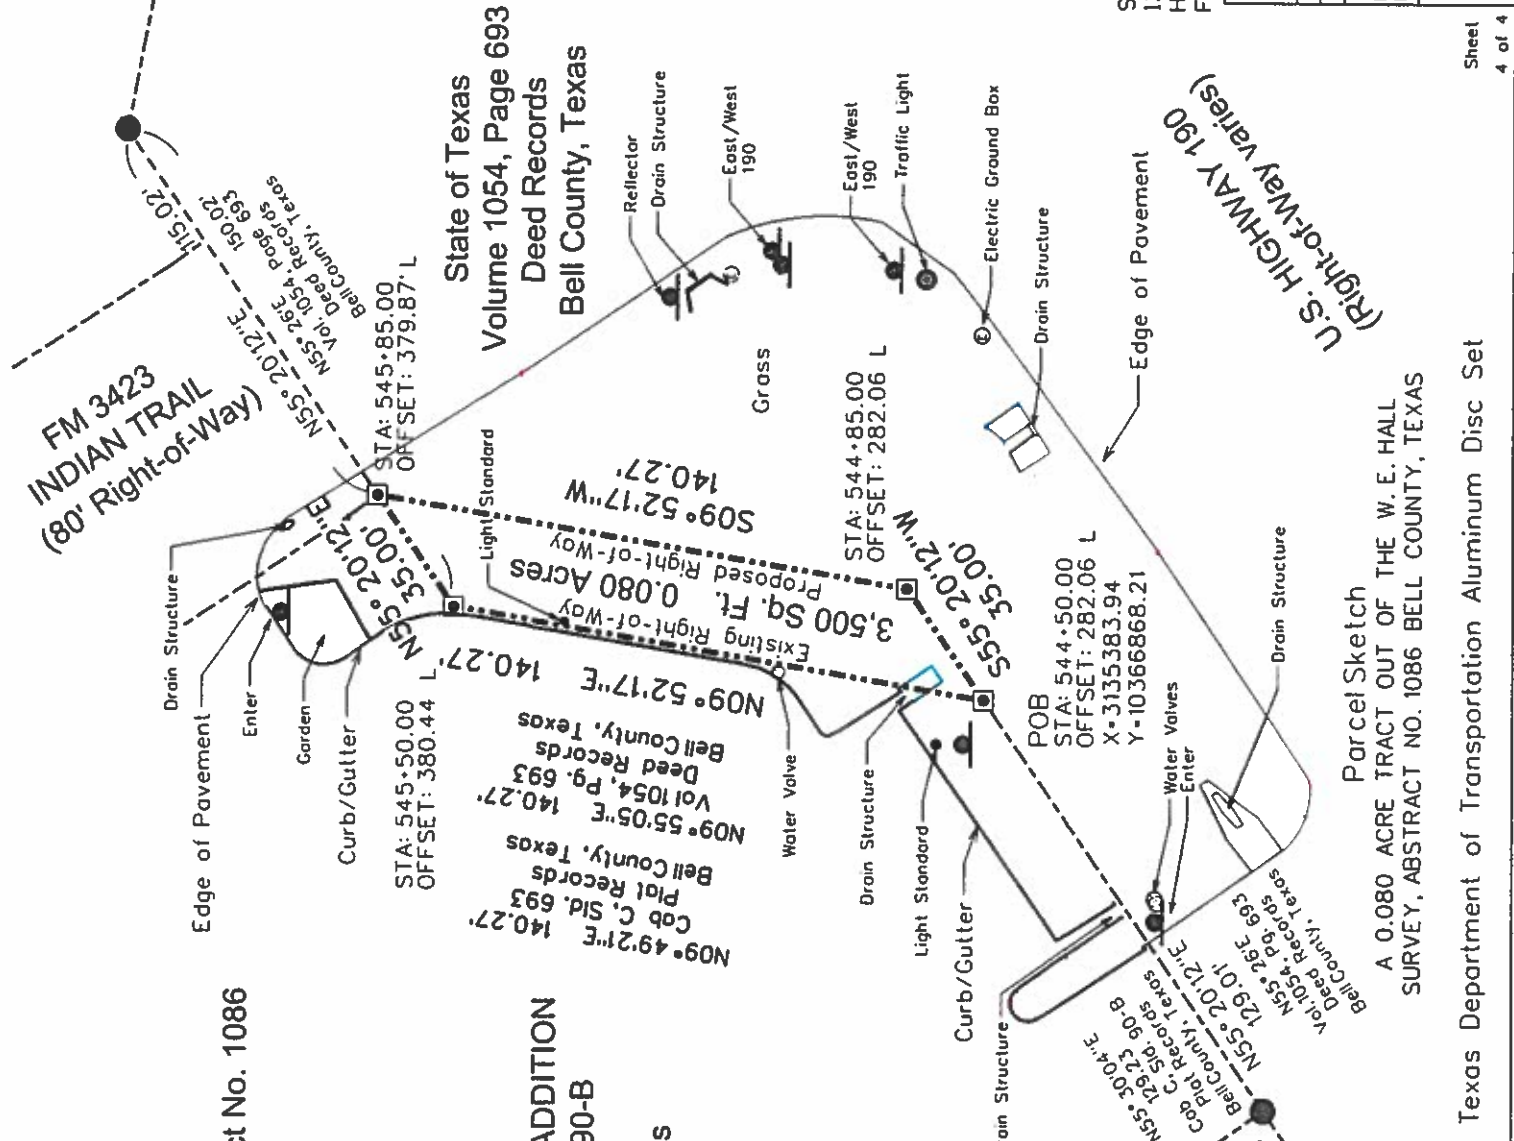 FM 3423
INDIAN TRAIL
(80' Right-of-Way)
115.02'
N55° 20'12"E
150.02'
N55° 26'E
Vol. 1054, Page 693
Deed Records
Bell County, Texas
State of Texas
Volume 1054, Page 693
Deed Records
Bell County, Texas
STA: 545+85.00
OFFSET: 379.87' L
Reflector
Drain Structure
East/West
190
East/West
190
Traffic Light
Electric Ground Box
Drain Structure
Edge of Pavement
U.S. HIGHWAY 190
(Right-of-Way varies)
Grass
Drain Structure
Edge of Pavement
Enter
Garden
Curb/Gutter
N55° 20'12"E
35.00'
Light Standard
S09° 52'17"W
140.27'
Proposed Right-of-Way
3,500 Sq. Ft. 0.080 Acres
Existing Right-of-Way
N09° 52'17"E 140.27'
STA: 544+85.00
OFFSET: 282.06 L
S55° 20'12"W
35.00'
STA: 545+50.00
OFFSET: 380.44 L
N09° 55'05"E 140.27'
Vol 1054, Pg. 693
Deed Records
Bell County, Texas
N09° 49'21"E 140.27'
Cab C, Sld. 693
Plat Records
Bell County, Texas
Water Valve
Drain Structure
Light Standard
Curb/Gutter
POB
STA: 544+50.00
OFFSET: 282.06 L
X=3135383.94
Y=10366868.21
Water Valves
Enter
Drain Structure
ain Structure
N55° 30'04"E
129.23
Cab C, Sld. 90-B
Plat Records
Bell County, Texas
N55° 20'12"E
129.01'
N55° 26'E
Vol. 1054, Pg. 693
Deed Records
Bell County, Texas
ct No. 1086
ADDITION
90-B
s
Parcel Sketch
A 0.080 ACRE TRACT OUT OF THE W. E. HALL
SURVEY, ABSTRACT NO. 1086 BELL COUNTY, TEXAS
Texas Department of Transportation Aluminum Disc Set
Sheet
4 of 4